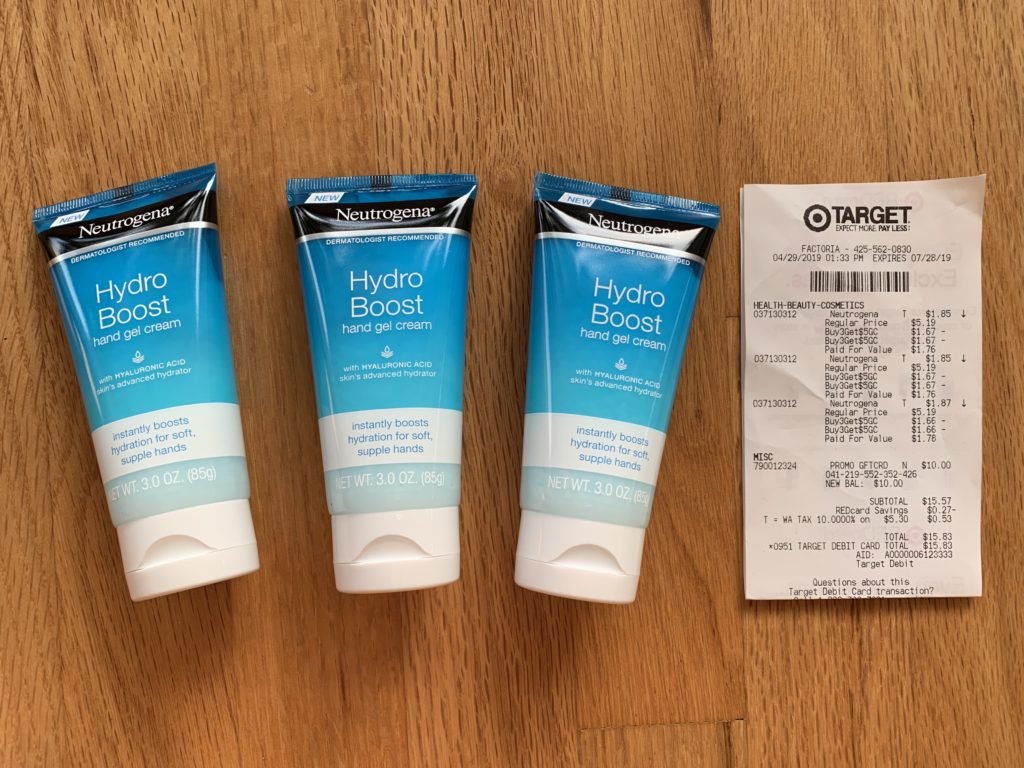 NEW
Neutrogena®
DERMATOLOGIST RECOMMENDED
Hydro
Boost
hand gel cream
with HYALURONIC ACID
skin's advanced hydrator
instantly boosts
hydration for soft,
supple hands
NET WT. 3.0 OZ. (85g)
NEW
Neutrogena®
DERMATOLOGIST RECOMMENDED
Hydro
Boost
hand gel cream
with HYALURONIC ACID
skin's advanced hydrator
instantly boosts
hydration for soft,
supple hands
NET WT. 3.0 OZ. (85g)
NEW
Neutrogena
DERMATOLOGIST RECOMMENDED
Hydro
Boost
hand gel cream
with HYALURONIC ACID
skin's advanced hydrator
instantly boosts
hydration for soft,
supple hands
NET WT. 3.0 OZ. (85g)
TARGET
EXPECT MORE. PAY LESS.
FACTORIA - 425-562-0830
04/29/2019 01:33 PM EXPIRES 07/28/19
HEALTH-BEAUTY-COSMETICS
037130312 Neutrogena T $1.85 ↓
Regular Price $5.19
Buy3Get$5GC $1.67 -
Buy3Get$5GC $1.67 -
Paid For Value $1.76
037130312 Neutrogena T $1.85 ↓
Regular Price $5.19
Buy3Get$5GC $1.67 -
Buy3Get$5GC $1.67 -
Paid For Value $1.76
037130312 Neutrogena T $1.87 ↓
Regular Price $5.19
Buy3Get$5GC $1.66 -
Buy3Get$5GC $1.66 -
Paid For Value $1.78
MISC
790012324 PROMO GFTCRD N $10.00
041-219-552-352-426
NEW BAL: $10.00
SUBTOTAL $15.57
REDcard Savings $0.27-
T = WA TAX 10.0000% on $5.30 $0.53
TOTAL $15.83
*0951 TARGET DEBIT CARD TOTAL $15.83
AID: A0000006123333
Target Debit
Questions about this
Target Debit Card transaction?